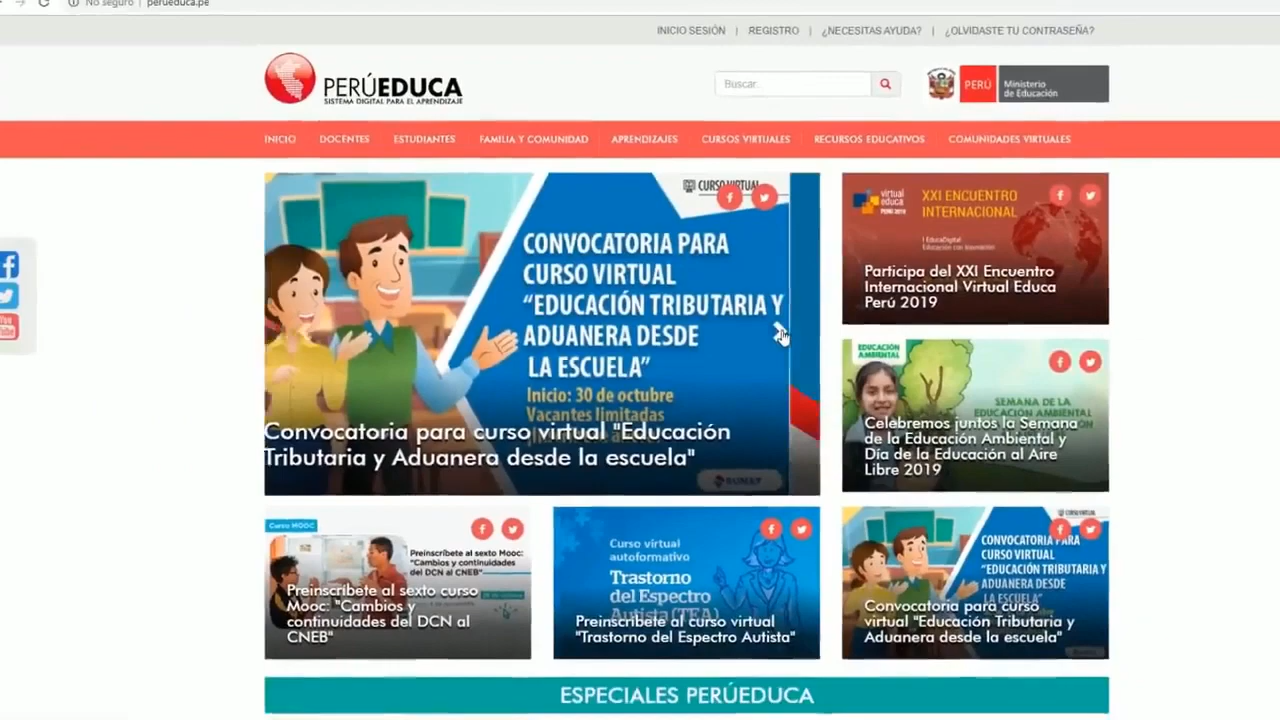 No seguro | perueduca.pe
INICIO SESIÓN | REGISTRO | ¿NECESITAS AYUDA? | ¿OLVIDASTE TU CONTRASEÑA?
PERÚEDUCA
SISTEMA DIGITAL PARA EL APRENDIZAJE
Buscar...
PERÚ
Ministerio
de Educación
INICIO DOCENTES ESTUDIANTES FAMILIA Y COMUNIDAD APRENDIZAJES CURSOS VIRTUALES RECURSOS EDUCATIVOS COMUNIDADES VIRTUALES
CURSO VIRTUAL
CONVOCATORIA PARA
CURSO VIRTUAL
“EDUCACIÓN TRIBUTARIA Y
ADUANERA DESDE
LA ESCUELA”
Inicio: 30 de octubre
Vacantes limitadas
Convocatoria para curso virtual "Educación
Tributaria y Aduanera desde la escuela"
SUNAT
virtual
educa
PERÚ 2019
XXI ENCUENTRO
INTERNACIONAL
Participa del XXI Encuentro
Internacional Virtual Educa
Perú 2019
EDUCACIÓN
AMBIENTAL
SEMANA DE LA
EDUCACIÓN AMBIENTAL
Celebremos juntos la Semana
de la Educación Ambiental y
Día de la Educación al Aire
Libre 2019
You
Tube
Curso MOOC
Preinscríbete al sexto Mooc:
"Cambios y continuidades
del DCN al CNEB"
Preinscríbete al sexto curso
Mooc: "Cambios y
continuidades del DCN al
CNEB"
Curso virtual
autoformativo
Trastorno
del Espectro
Autista (TEA)
Preinscríbete al curso virtual
"Trastorno del Espectro Autista"
CURSO VIRTUAL
CONVOCATORIA PARA
CURSO VIRTUAL
“EDUCACIÓN TRIBUTARIA Y
ADUANERA DESDE
LA ESCUELA”
Convocatoria para curso
virtual "Educación Tributaria y
Aduanera desde la escuela"
ESPECIALES PERÚEDUCA